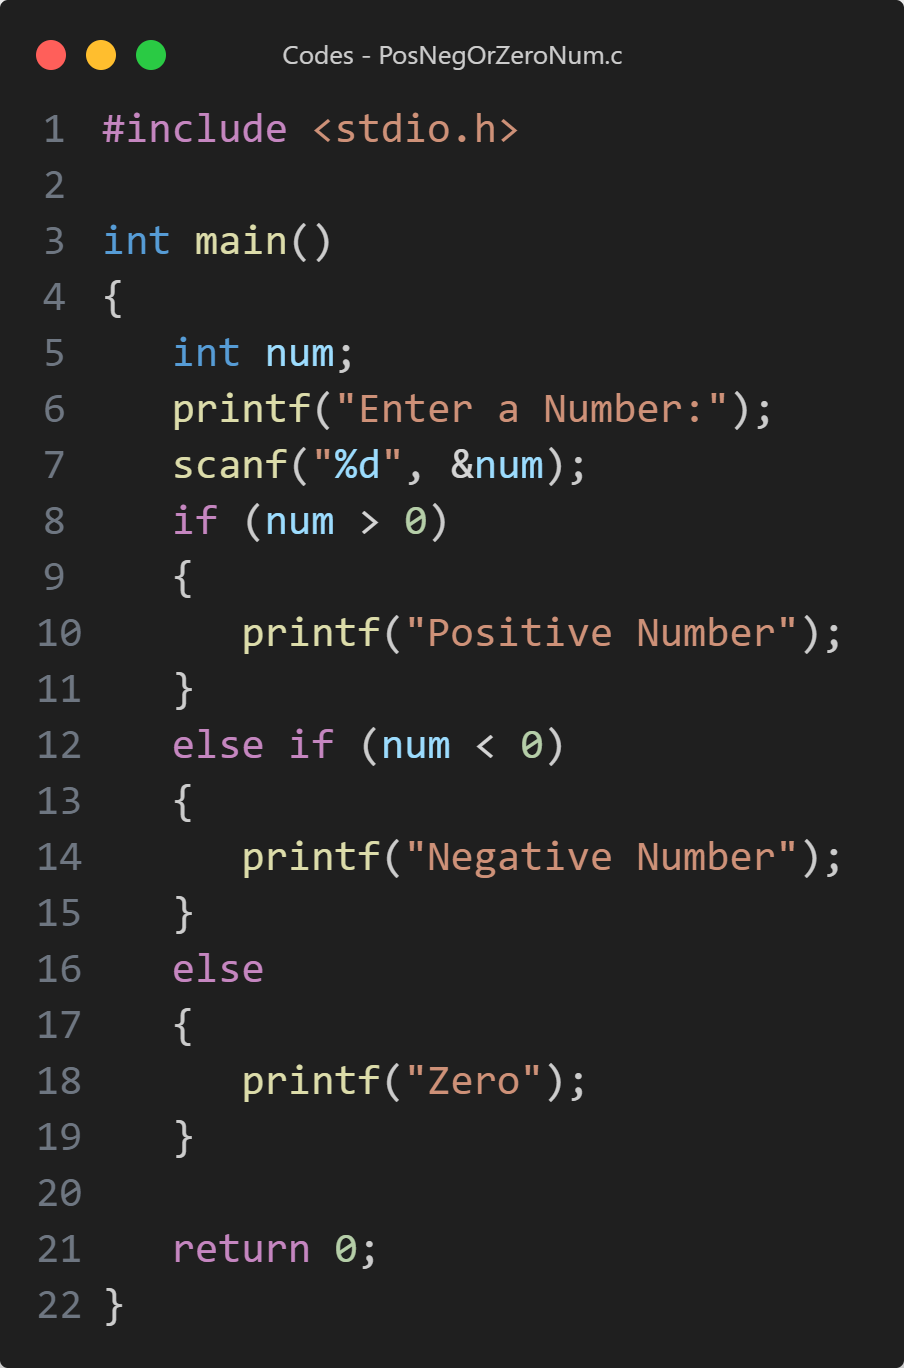 Codes - PosNegOrZeroNum.c
1 #include <stdio.h>
2
3 int main()
4 {
5    int num;
6    printf("Enter a Number:");
7    scanf("%d", &num);
8    if (num > 0)
9    {
10       printf("Positive Number");
11    }
12    else if (num < 0)
13    {
14       printf("Negative Number");
15    }
16    else
17    {
18       printf("Zero");
19    }
20
21    return 0;
22 }